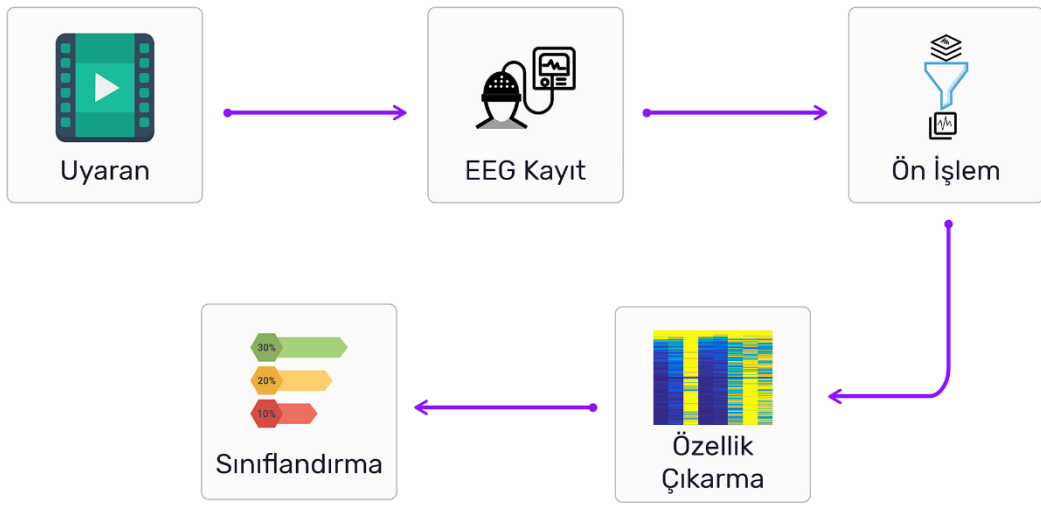 Uyaran
EEG Kayıt
Ön İşlem
30%
20%
10%
Sınıflandırma
Özellik
Çıkarma